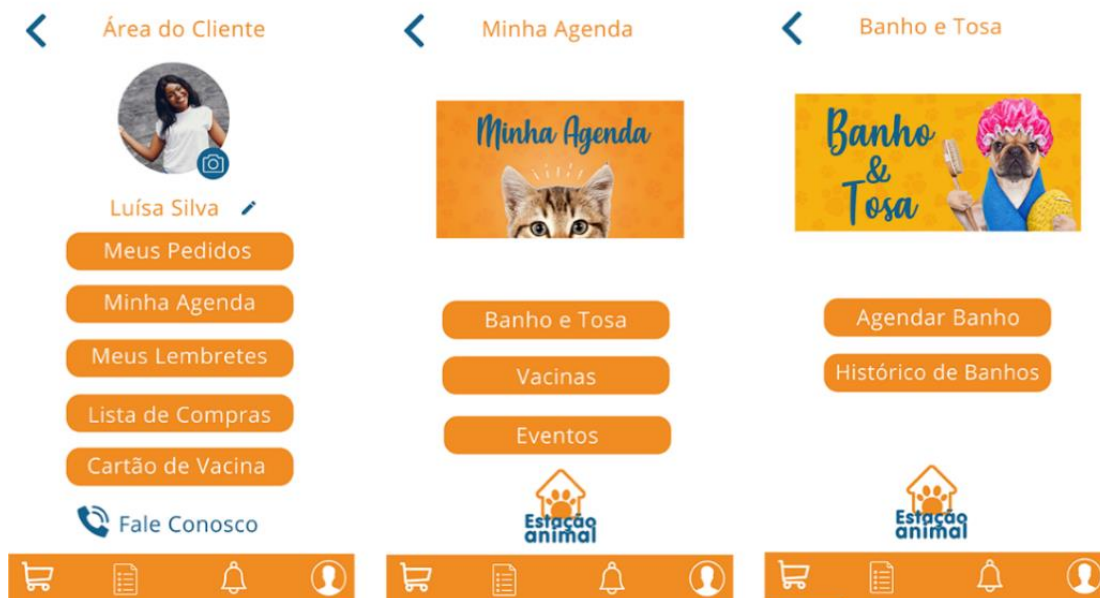 Área do Cliente
Luísa Silva
Meus Pedidos
Minha Agenda
Meus Lembretes
Lista de Compras
Cartão de Vacina
Fale Conosco
Minha Agenda
Minha Agenda
Banho e Tosa
Vacinas
Eventos
Estação
animal
Banho e Tosa
Banho
&
Tosa
Agendar Banho
Histórico de Banhos
Estação
animal